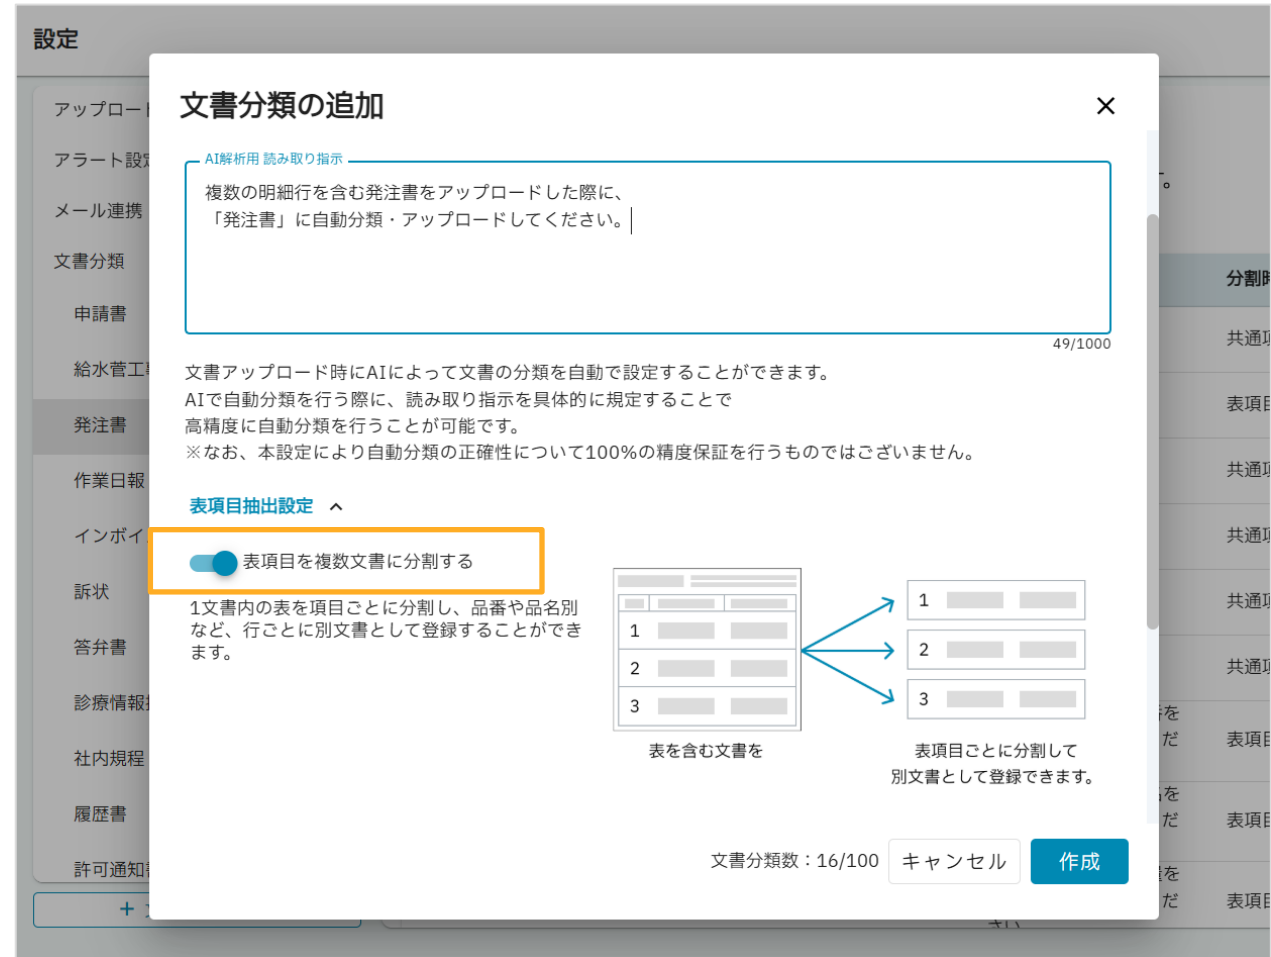 設定
文書分類の追加
アップロード
アラート設定
メール連携
文書分類
申請書
給水菅工事
発注書
作業日報
インボイ
訴状
答弁書
診療情報
社内規程
履歴書
許可通知
+
AI解析用 読み取り指示
複数の明細行を含む発注書をアップロードした際に、
「発注書」に自動分類・アップロードしてください。
49/1000
文書アップロード時にAIによって文書の分類を自動で設定することができます。
AIで自動分類を行う際に、読み取り指示を具体的に規定することで
高精度に自動分類を行うことが可能です。
※なお、本設定により自動分類の正確性について100%の精度保証を行うものではございません。
表項目抽出設定
表項目を複数文書に分割する
1文書内の表を項目ごとに分割し、品番や品名別
など、行ごとに別文書として登録することができ
ます。
1
2
3
表を含む文書を
1
2
3
表項目ごとに分割して
別文書として登録できます。
文書分類数：16/100
キャンセル
作成
す。
分割時
共通項
表項目
共通項
共通項
共通項
共通項
を
だ
表項目
を
だ
表項目
を
だ
表項目
さい